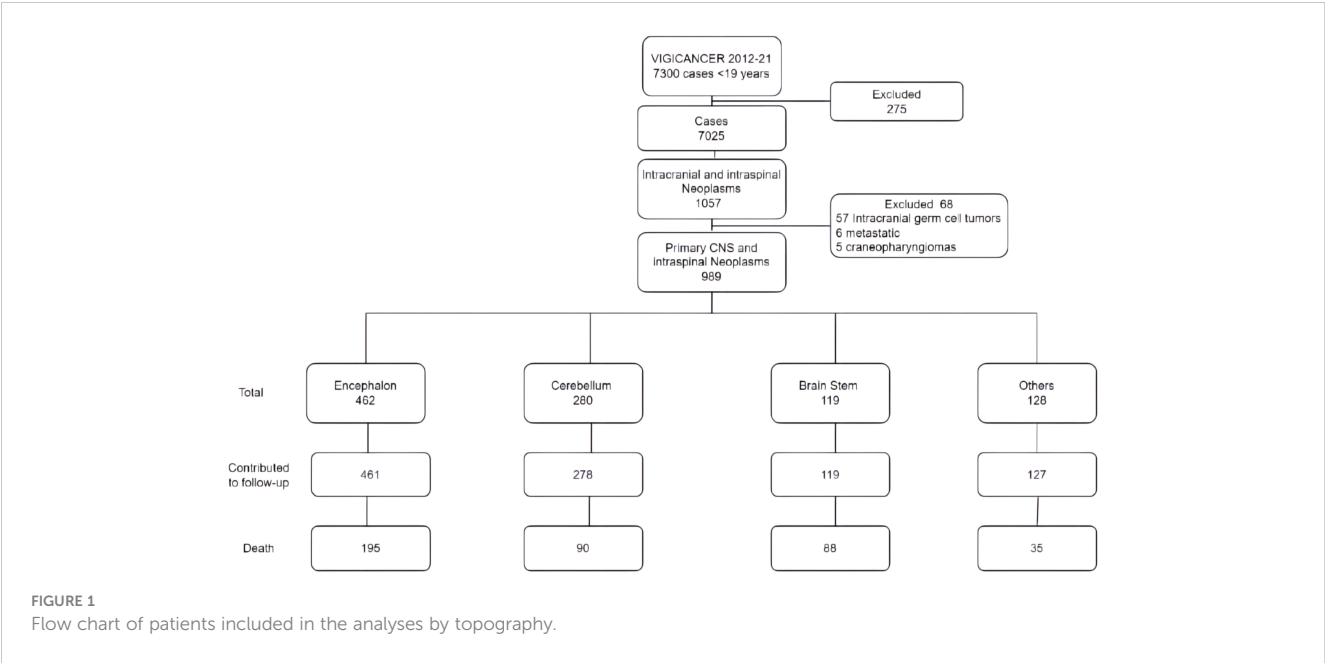 VIGICANCER 2012-21
7300 cases <19 years
Excluded
275
Cases
7025
Intracranial and intraspinal
Neoplasms
1057
Excluded 68
57 Intracranial germ cell tumors
6 metastatic
5 craneopharyngiomas
Primary CNS and
intraspinal Neoplasms
989
Total
Encephalon
462
Cerebellum
280
Brain Stem
119
Others
128
Contributed
to follow-up
461
278
119
127
Death
195
90
88
35
FIGURE 1
Flow chart of patients included in the analyses by topography.